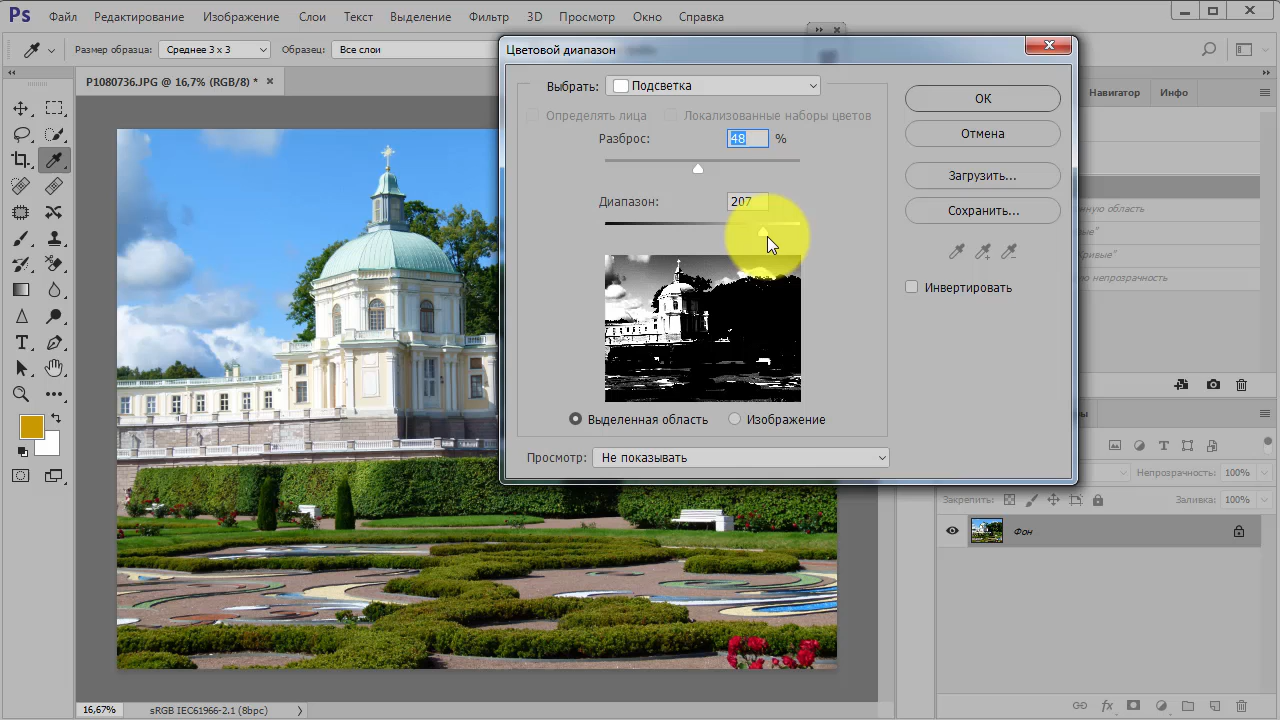 Ps Файл Редактирование Изображение Слои Текст Выделение Фильтр 3D Просмотр Окно Справка
Размер образца: Среднее 3 x 3 Образец: Все слои
P1080736.JPG @ 16,7% (RGB/8) *
Цветовой диапазон
Выбрать: Подсветка
Определять лица Локализованные наборы цветов
Разброс: 48 %
Диапазон: 207
Выделенная область Изображение
Просмотр: Не показывать
OK
Отмена
Загрузить...
Сохранить...
Инвертировать
Навигатор Инфо
Непрозрачность: 100%
Закрепить: Заливка: 100%
Фон
16,67% sRGB IEC61966-2.1 (8bpc)